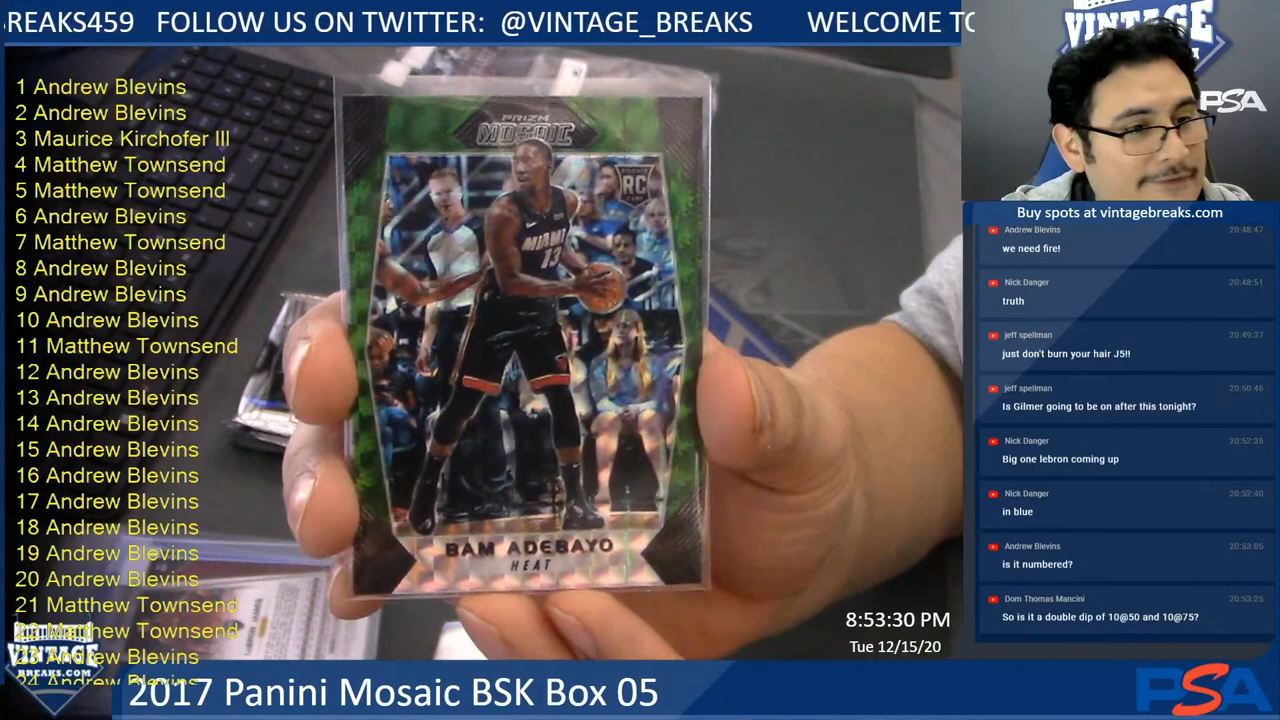 REAKS459 FOLLOW US ON TWITTER: @VINTAGE_BREAKS WELCOME TO
1 Andrew Blevins
2 Andrew Blevins
3 Maurice Kirchofer III
4 Matthew Townsend
5 Matthew Townsend
6 Andrew Blevins
7 Matthew Townsend
8 Andrew Blevins
9 Andrew Blevins
10 Andrew Blevins
11 Matthew Townsend
12 Andrew Blevins
13 Andrew Blevins
14 Andrew Blevins
15 Andrew Blevins
16 Andrew Blevins
17 Andrew Blevins
18 Andrew Blevins
19 Andrew Blevins
20 Andrew Blevins
21 Matthew Townsend
22 Matthew Townsend
23 Andrew Blevins
24 Andrew Blevins
VINTAGE
BREAKS.COM
PRIZM
MOSAIC
RC
MIAMI
13
BAM ADEBAYO
HEAT
VINTAGE
PSA
Buy spots at vintagebreaks.com
Andrew Blevins 20:48:47
we need fire!
Nick Danger 20:48:51
truth
jeff spellman 20:49:37
just don't burn your hair J5!!
jeff spellman 20:50:46
Is Gilmer going to be on after this tonight?
Nick Danger 20:52:36
Big one lebron coming up
Nick Danger 20:52:40
in blue
Andrew Blevins 20:53:05
is it numbered?
Dom Thomas Mancini 20:53:25
So is it a double dip of 10@50 and 10@75?
8:53:30 PM
Tue 12/15/20
2017 Panini Mosaic BSK Box 05
PSA